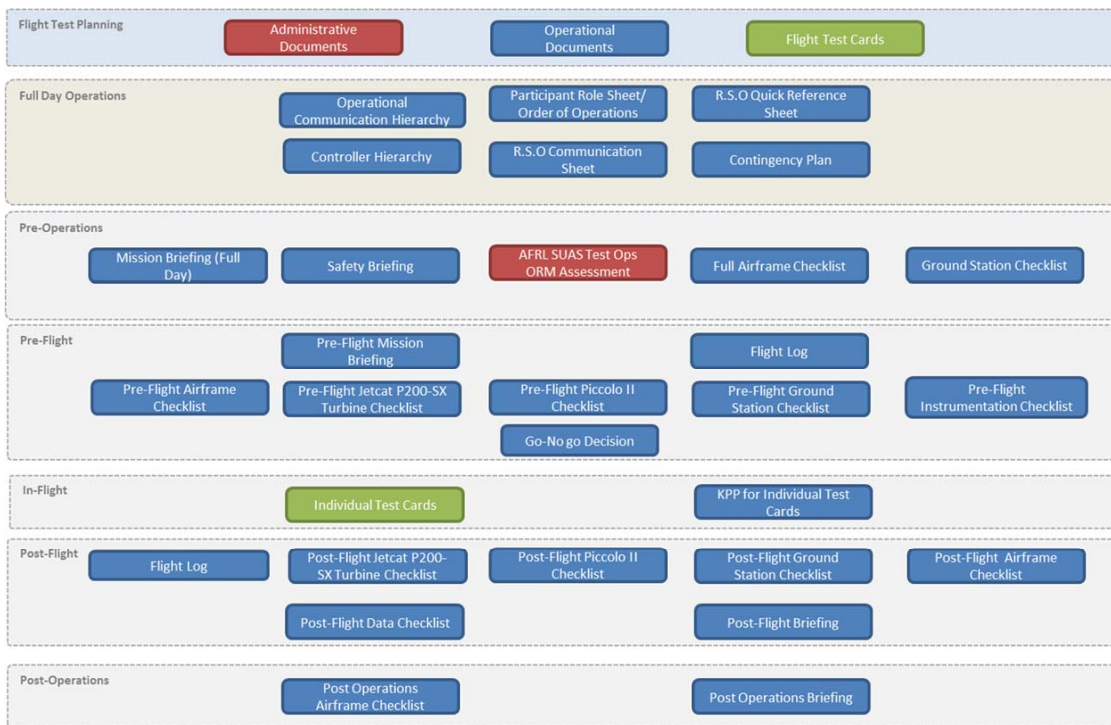 Flight Test Planning
Administrative
Documents
Operational
Documents
Flight Test Cards
Full Day Operations
Operational
Communication Hierarchy
Participant Role Sheet/
Order of Operations
R.S.O Quick Reference
Sheet
Controller Hierarchy
R.S.O Communication
Sheet
Contingency Plan
Pre-Operations
Mission Briefing (Full
Day)
Safety Briefing
AFRL SUAS Test Ops
ORM Assessment
Full Airframe Checklist
Ground Station Checklist
Pre-Flight
Pre-Flight Mission
Briefing
Flight Log
Pre-Flight Airframe
Checklist
Pre-Flight Jetcat P200-SX
Turbine Checklist
Pre-Flight Piccolo II
Checklist
Pre-Flight Ground
Station Checklist
Pre-Flight
Instrumentation Checklist
Go-No go Decision
In-Flight
Individual Test Cards
KPP for Individual Test
Cards
Post-Flight
Flight Log
Post-Flight Jetcat P200-
SX Turbine Checklist
Post-Flight Piccolo II
Checklist
Post-Flight Ground
Station Checklist
Post-Flight Airframe
Checklist
Post-Flight Data Checklist
Post-Flight Briefing
Post-Operations
Post Operations
Airframe Checklist
Post Operations Briefing